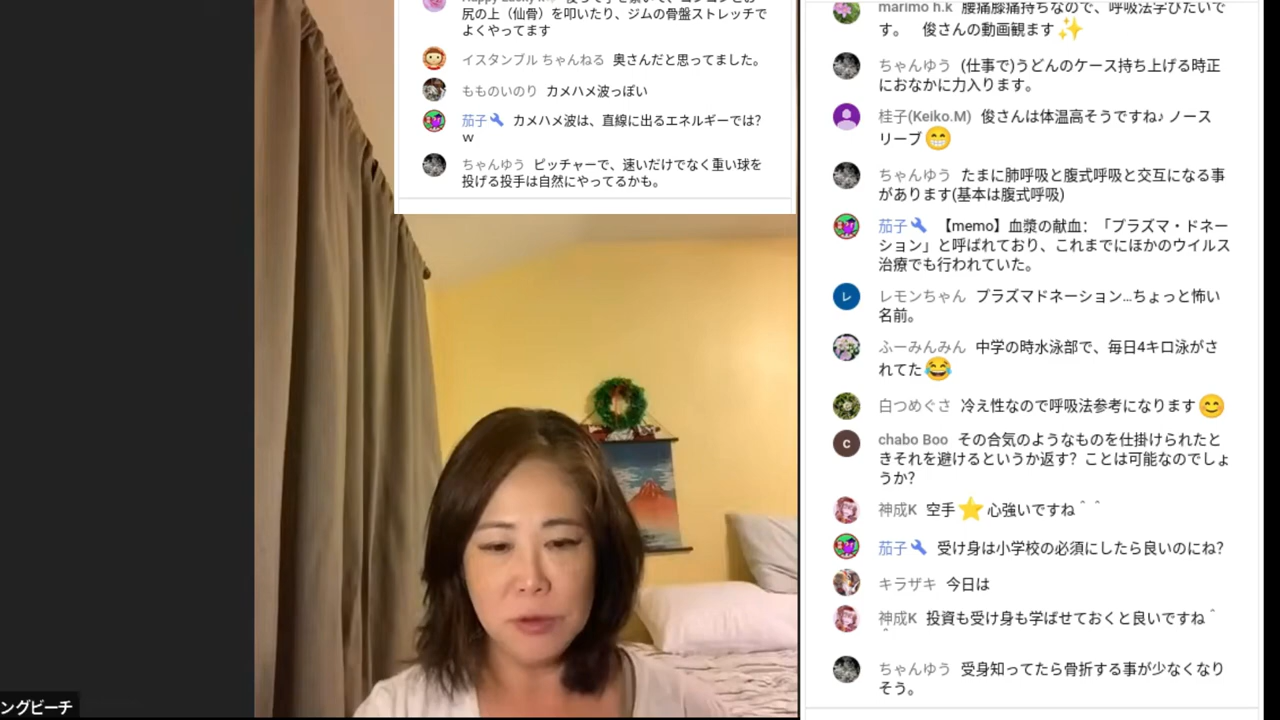 尻の上（仙骨）を叩いたり、ジムの骨盤ストレッチで
よくやってます
イスタンブル ちゃんねる 奥さんだと思ってました。
もものいのり カメハメ波っぽい
茄子 カメハメ波は、直線に出るエネルギーでは?
w
ちゃんゆう ピッチャーで、速いだけでなく重い球を
投げる投手は自然にやってるかも。
marimo h.k 腰痛膝痛持ちなので、呼吸法学びたいで
す。 俊さんの動画観ます✨
ちゃんゆう (仕事で)うどんのケース持ち上げる時正
におなかに力入ります。
桂子(Keiko.M) 俊さんは体温高そうですね♪ ノース
リーブ😁
ちゃんゆう たまに肺呼吸と腹式呼吸と交互になる事
があります(基本は腹式呼吸)
茄子 【memo】血漿の献血：「プラズマ・ドネー
ション」と呼ばれており、これまでにほかのウイルス
治療でも行われていた。
レ
レモンちゃん プラズマドネーション…ちょっと怖い
名前。
ふーみんみん 中学の時水泳部で、毎日4キロ泳がさ
れてた😂
白つめぐさ 冷え性なので呼吸法参考になります😊
C
chabo Boo その合気のようなものを仕掛けられたと
きそれを避けるというか返す？ことは可能なのでしょ
うか？
神成K 空手⭐心強いですね＾＾
茄子 受け身は小学校の必須にしたら良いのにね?
キラザキ 今日は
神成K 投資も受け身も学ばせておくと良いですね＾
＾
ちゃんゆう 受身知ってたら骨折する事が少なくなり
そう。
ングビーチ